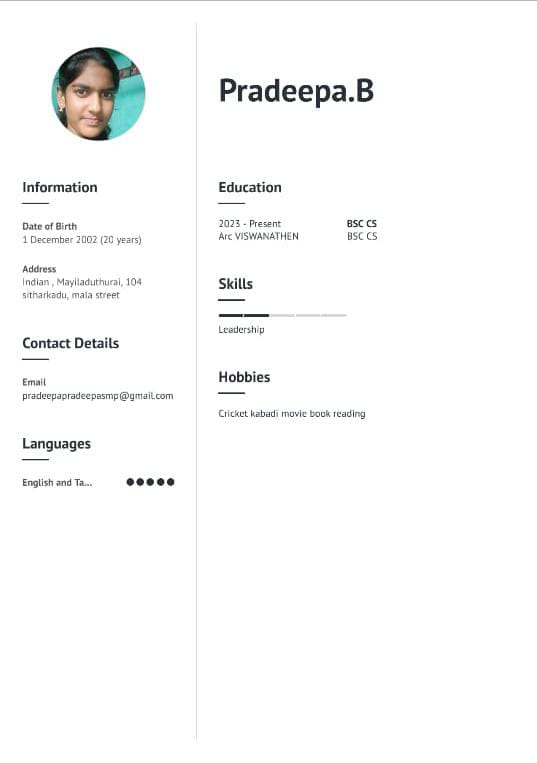 Pradeepa.B
Information
Date of Birth
1 December 2002 (20 years)
Address
Indian , Mayiladuthurai, 104
sitharkadu, mala street
Contact Details
Email
pradeepapradeepasmp@gmail.com
Languages
English and Ta...
Education
2023 - Present BSC CS
Arc VISWANATHEN BSC CS
Skills
Leadership
Hobbies
Cricket kabadi movie book reading